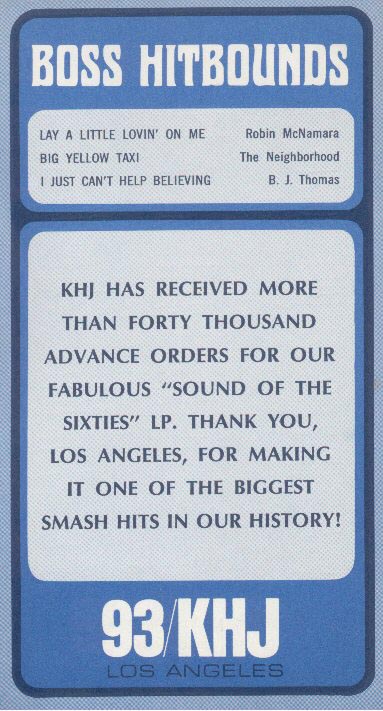 BOSS HITBOUNDS
LAY A LITTLE LOVIN' ON ME Robin McNamara
BIG YELLOW TAXI The Neighborhood
I JUST CAN'T HELP BELIEVING B. J. Thomas
KHJ HAS RECEIVED MORE
THAN FORTY THOUSAND
ADVANCE ORDERS FOR OUR
FABULOUS "SOUND OF THE
SIXTIES" LP. THANK YOU,
LOS ANGELES, FOR MAKING
IT ONE OF THE BIGGEST
SMASH HITS IN OUR HISTORY!
93/KHJ
LOS ANGELES